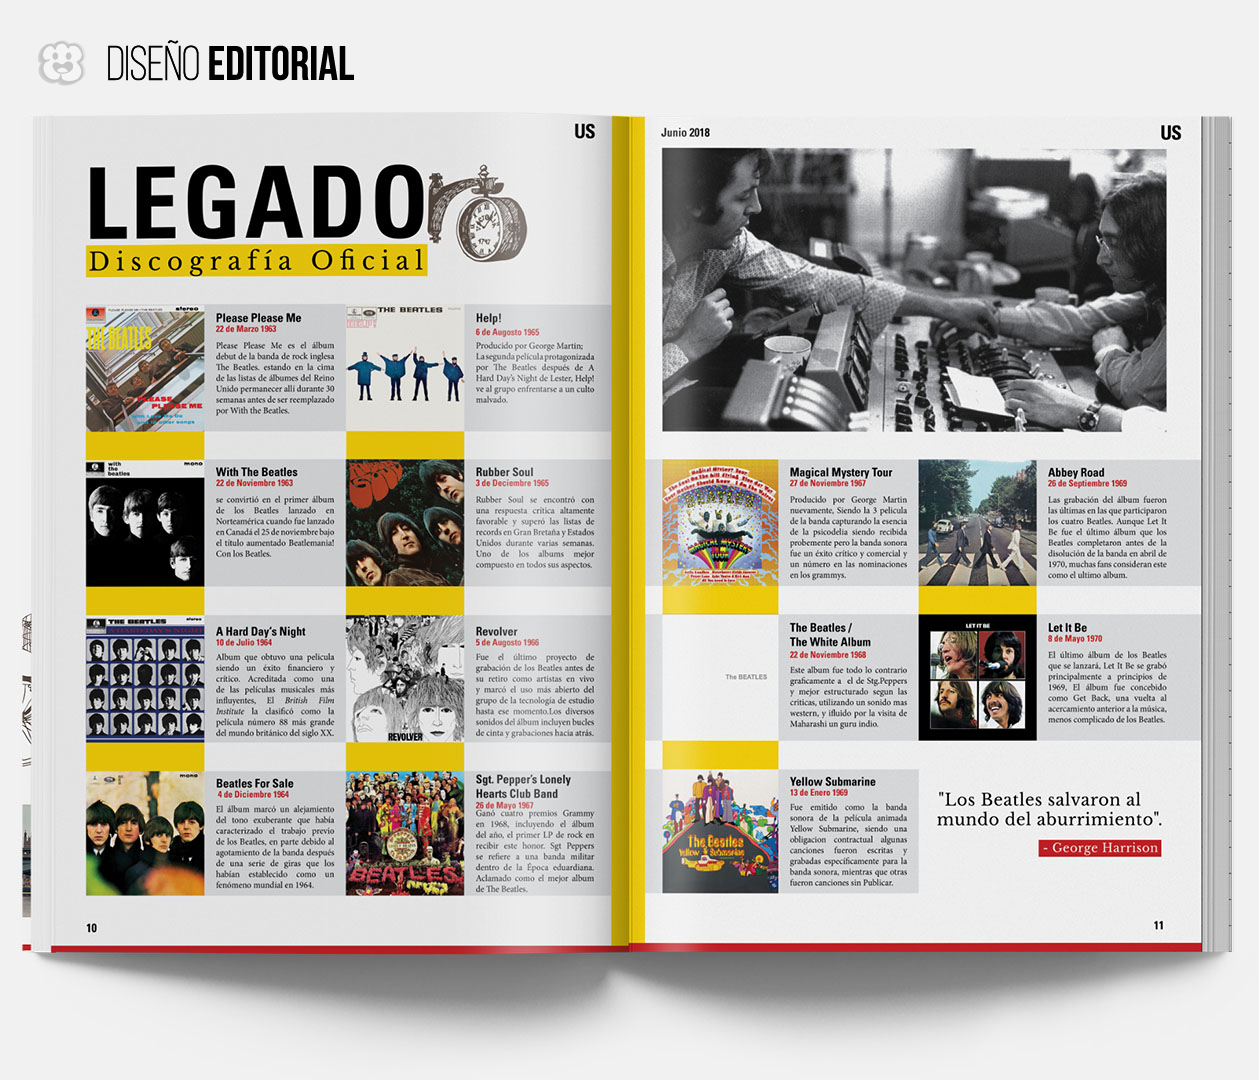 DISEÑO EDITORIAL
US
LEGADO
Discografía Oficial
Please Please Me
22 de Marzo 1963
Please Please Me es el álbum
debut de la banda de rock inglesa
The Beatles. estando en la cima
de las listas de álbumes del Reino
Unido permanecer allí durante 30
semanas antes de ser reemplazado
por With the Beatles.
Help!
6 de Augosto 1965
Producido por George Martin;
La segunda película protagonizada
por The Beatles después de A
Hard Day's Night de Lester, Help!
ve al grupo enfrentarse a un culto
malvado.
With The Beatles
22 de Noviembre 1963
se convirtió en el primer álbum
de los Beatles lanzado en
Norteamérica cuando fue lanzado
en Canadá el 25 de noviembre bajo
el título aumentado Beatlemania!
Con los Beatles.
Rubber Soul
3 de Deciembre 1965
Rubber Soul se encontró con
una respuesta crítica altamente
favorable y superó las listas de
records en Gran Bretaña y Estados
Unidos durante varias semanas.
Uno de los albums mejor
compuesto en todos sus aspectos.
A Hard Day's Night
10 de Julio 1964
Album que obtuvo una película
siendo un éxito financiero y
crítico. Acreditada como una
de las películas musicales más
influyentes, El British Film
Institute la clasificó como la
película número 88 más grande
del mundo británico del siglo XX.
Revolver
5 de Augosto 1966
Fue el último proyecto de
grabación de los Beatles antes de
su retiro como artistas en vivo
y marcó el uso más abierto del
grupo de la tecnología de estudio
hasta ese momento.Los diversos
sonidos del álbum incluyen bucles
de cinta y grabaciones hacia atrás.
Beatles For Sale
4 de Diciembre 1964
El álbum marcó un alejamiento
del tono exuberante que había
caracterizado el trabajo previo
de los Beatles, en parte debido al
agotamiento de la banda después
de una serie de giras que los
habían establecido como un
fenómeno mundial en 1964.
Sgt. Pepper's Lonely
Hearts Club Band
26 de Mayo 1967
Ganó cuatro premios Grammy
en 1968, incluyendo el álbum
del año, el primer LP de rock en
recibir este honor. Sgt Peppers
se refiere a una banda militar
dentro de la Época eduardiana.
Aclamado como el mejor album
de The Beatles.
10
Junio 2018
US
Magical Mystery Tour
27 de Noviembre 1967
Producido por George Martin
nuevamente, Siendo la 3 pelicula
de la banda capturando la esencia
de la psicodelia siendo recibida
probemente pero la banda sonora
fue un éxito crítico y comercial y
un número en las nominaciones
en los grammys.
Abbey Road
26 de Septiembre 1969
Las grabación del álbum fueron
las últimas en las que participaron
los cuatro Beatles. Aunque Let It
Be fue el último álbum que los
Beatles completaron antes de la
disolución de la banda en abril de
1970, muchas fans consideran este
como el ultimo album.
The Beatles /
The White Album
22 de Noviembre 1968
Este album fue todo lo contrario
graficamente a el de Stg.Peppers
y mejor estructurado segun las
criticas, utilizando un sonido mas
western, y ifluido por la visita de
Maharashi un guru indio.
Let It Be
8 de Mayo 1970
El último álbum de los Beatles
que se lanzará, Let It Be se grabó
principalmente a principios de
1969, El álbum fue concebido
como Get Back, una vuelta al
acercamiento anterior a la música,
menos complicado de los Beatles.
Yellow Submarine
13 de Enero 1969
Fue emitido como la banda
sonora de la película animada
Yellow Submarine, siendo una
obligacion contractual algunas
canciones fueron escritas y
grabadas específicamente para la
banda sonora, mientras que otras
fueron canciones sin Publicar.
"Los Beatles salvaron al
mundo del aburrimiento".
- George Harrison
11
THE BEATLES
PLEASE
PLEASE ME
stereo
THE BEATLES
HELP!
with
the
beatles
mono
THE BEATLES
stereo
REVOLVER
mono
BEATLES
The BEATLES
LET IT BE
The Beatles
Yellow Submarine